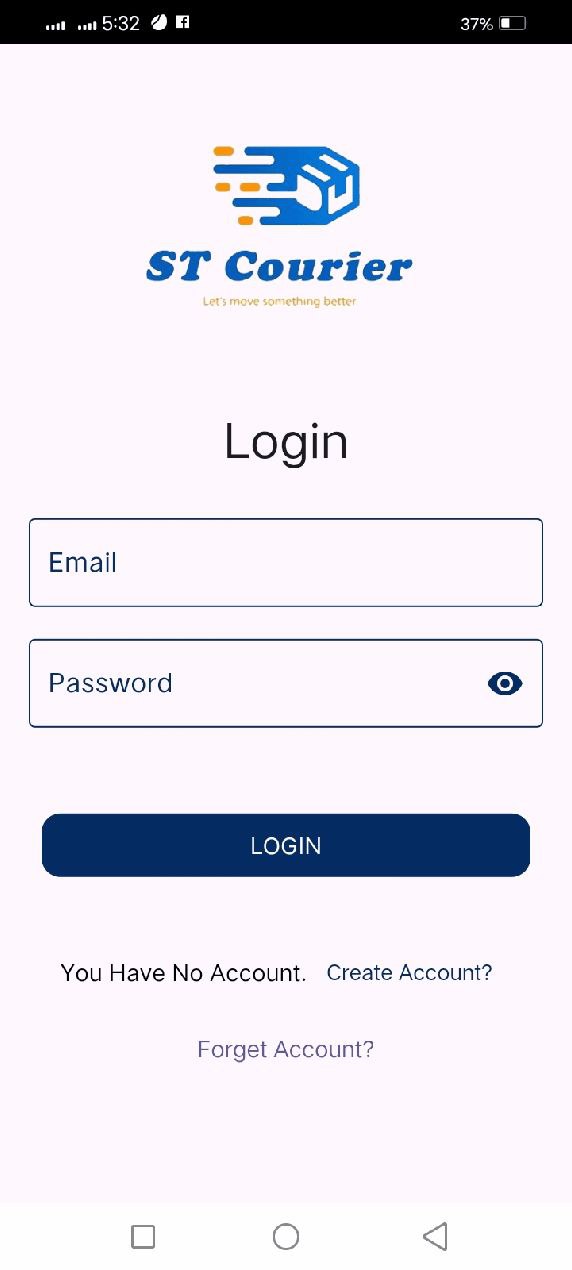 5:32 37%
ST Courier
Let's move something better
Login
Email
Password
LOGIN
You Have No Account. Create Account?
Forget Account?